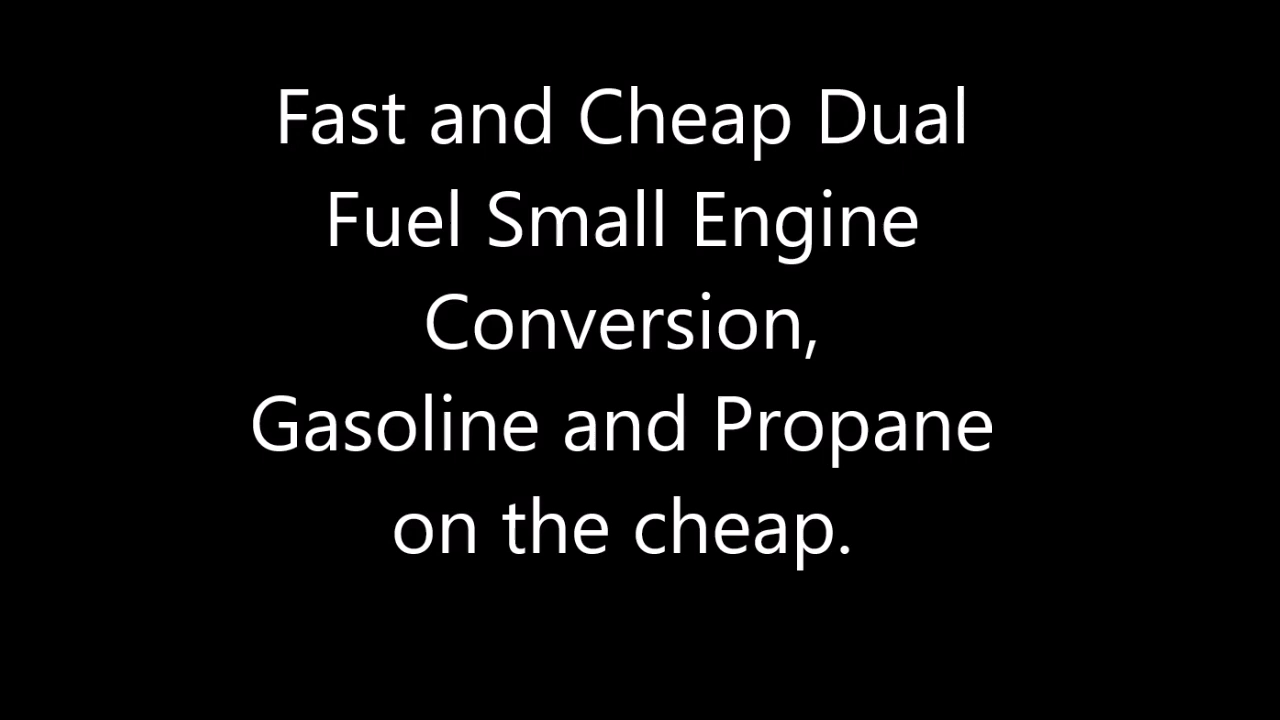 Fast and Cheap Dual
Fuel Small Engine
Conversion,
Gasoline and Propane
on the cheap.